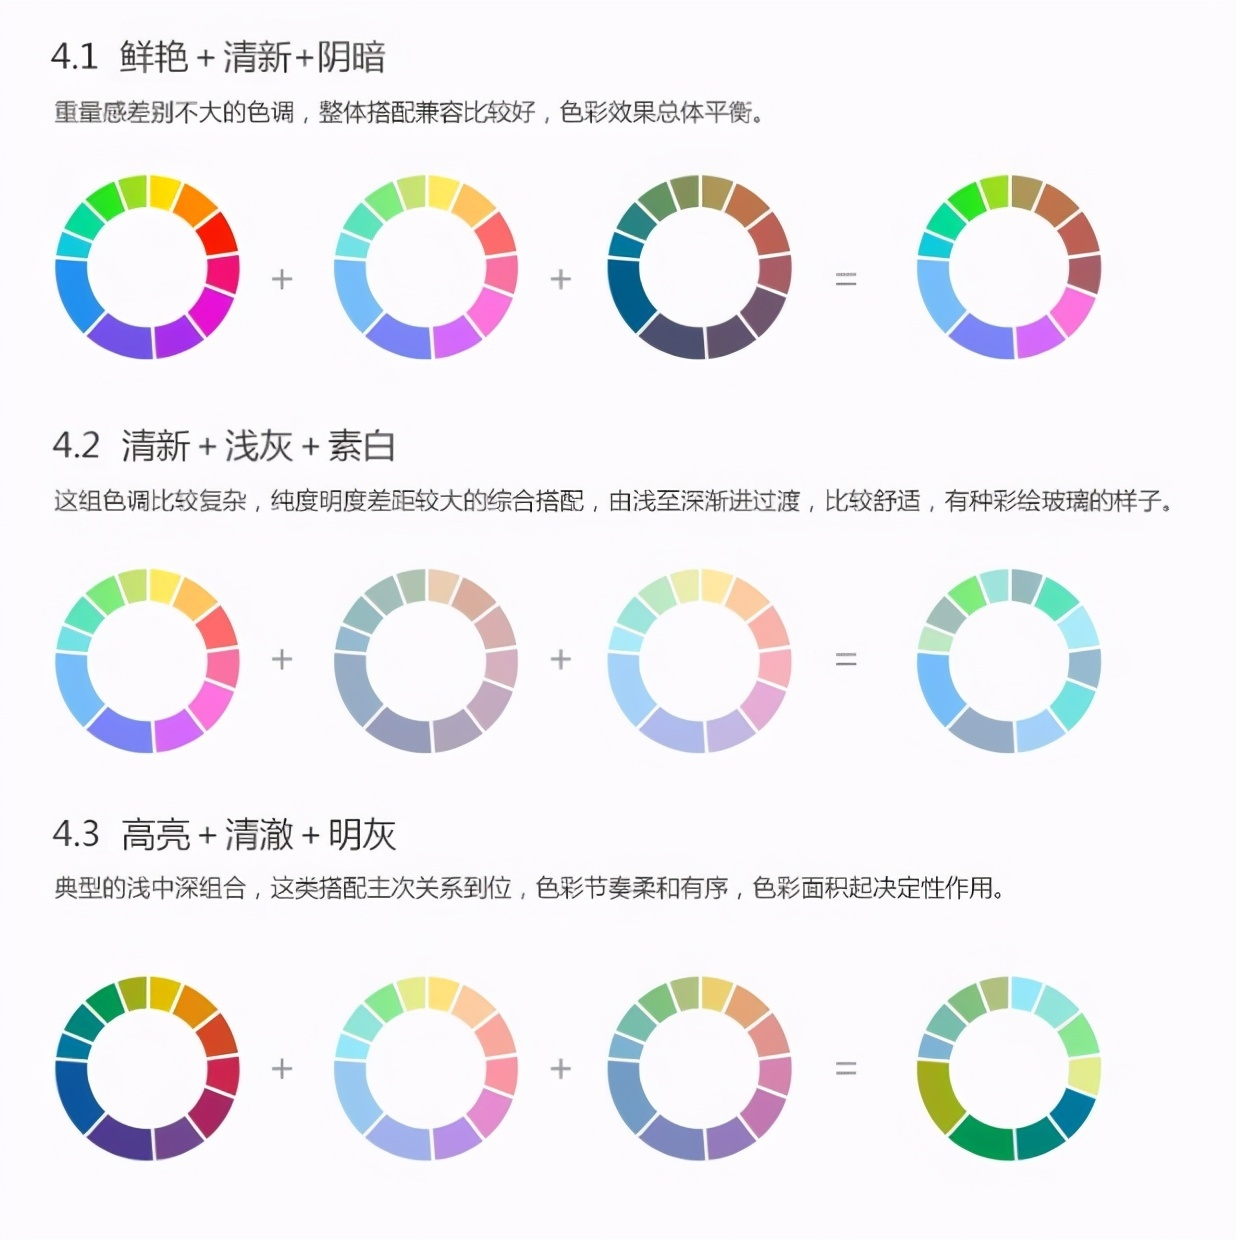 4.1 鲜艳+清新+阴暗
重量感差别不大的色调，整体搭配兼容比较好，色彩效果总体平衡。
+ + =
4.2 清新+浅灰+素白
这组色调比较复杂，纯度明度差距较大的综合搭配，由浅至深渐进过渡，比较舒适，有种彩绘玻璃的样子。
+ + =
4.3 高亮+清澈+明灰
典型的浅中深组合，这类搭配主次关系到位，色彩节奏柔和有序，色彩面积起决定性作用。
+ + =